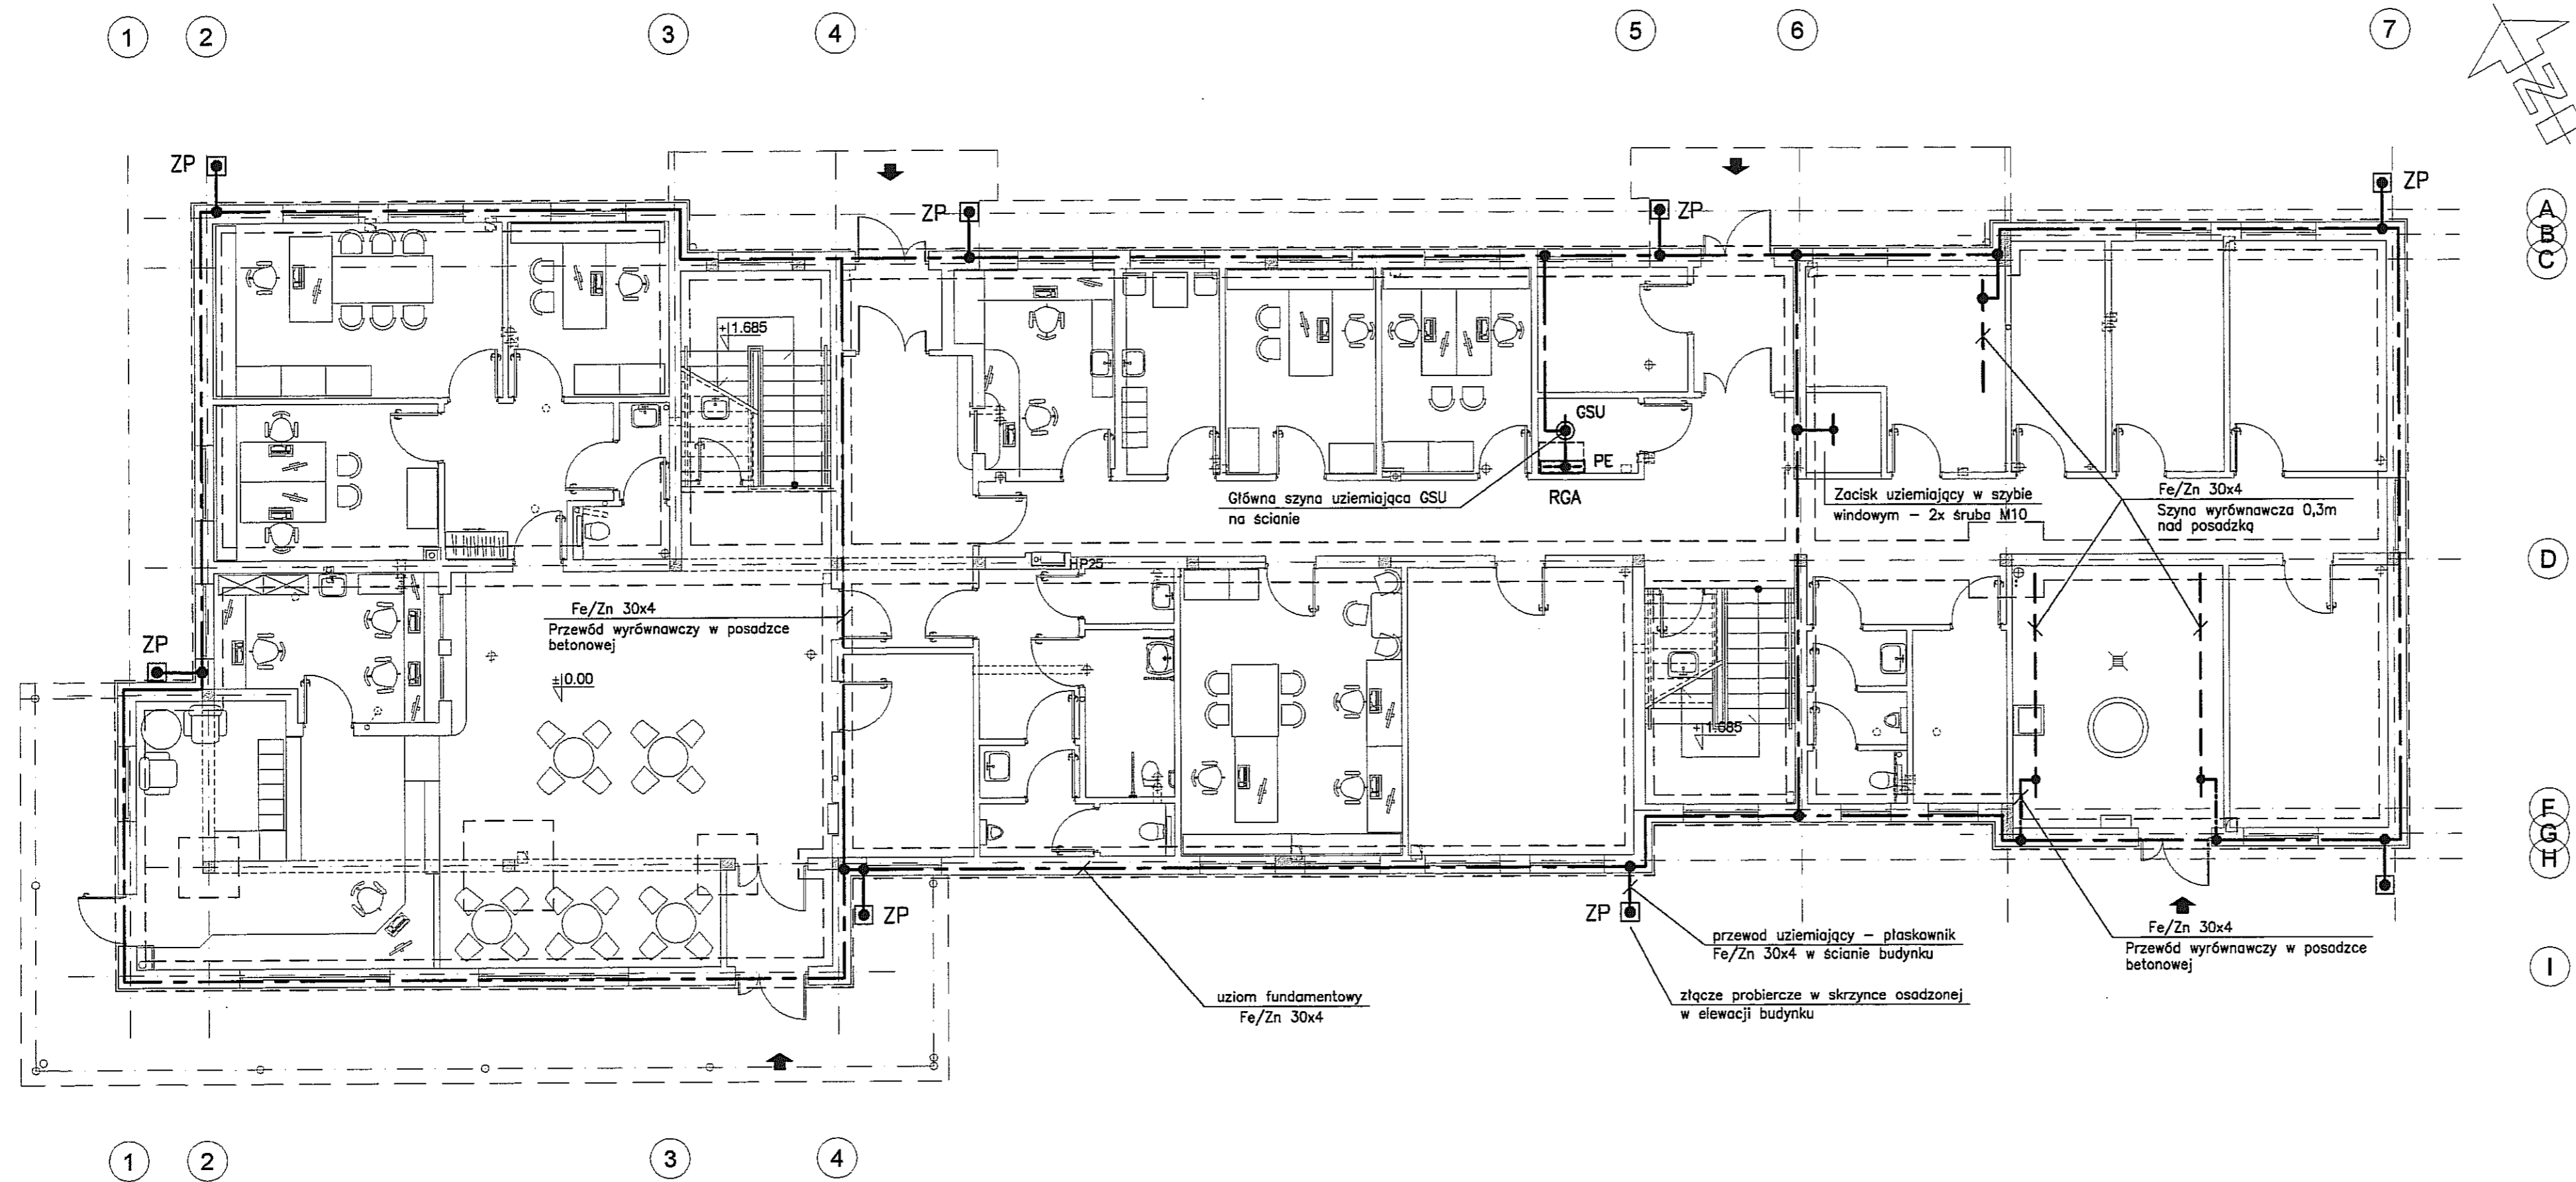 1 2 3 4 5 6 7
N
ZP
ZP
ZP
ZP
A
B
C
+1.685
GSU
PE
RGA
Główna szyna uziemiająca GSU
na ścianie
Zacisk uziemiający w szybie
windowym – 2x śruba M10
Fe/Zn 30x4
Szyna wyrównawcza 0,3m
nad posadzką
HP25
D
Fe/Zn 30x4
Przewód wyrównawczy w posadzce
betonowej
ZP
±0.00
+1.685
F
G
H
ZP
ZP
przewod uziemiający – płaskownik
Fe/Zn 30x4 w ścianie budynku
Fe/Zn 30x4
Przewód wyrównawczy w posadzce
betonowej
I
uziom fundamentowy
Fe/Zn 30x4
złącze probiercze w skrzynce osadzonej
w elewacji budynku
1 2 3 4